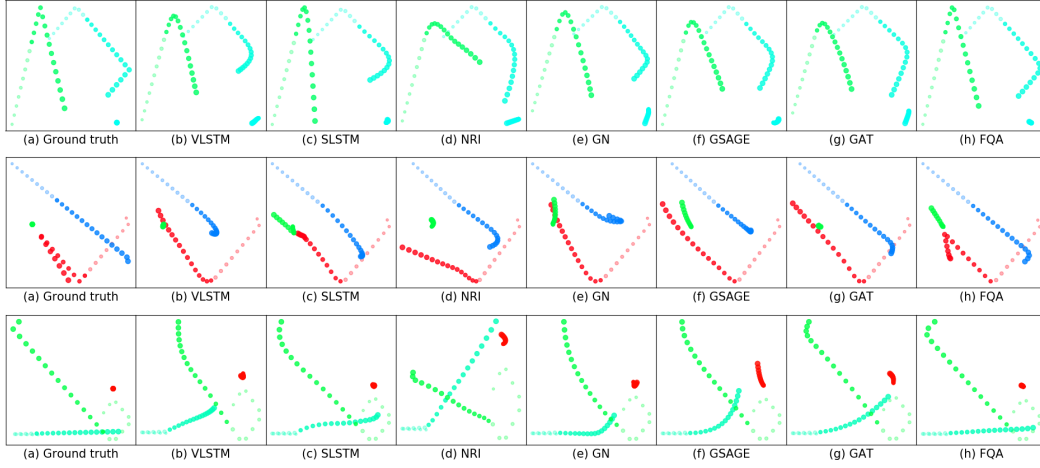 (a) Ground truth (b) VLSTM (c) SLSTM (d) NRI (e) GN (f) GSAGE (g) GAT (h) FQA
(a) Ground truth (b) VLSTM (c) SLSTM (d) NRI (e) GN (f) GSAGE (g) GAT (h) FQA
(a) Ground truth (b) VLSTM (c) SLSTM (d) NRI (e) GN (f) GSAGE (g) GAT (h) FQA